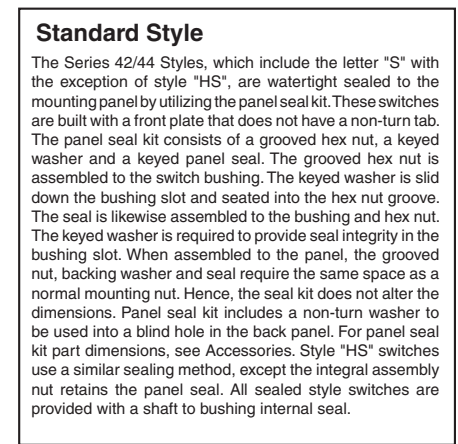 Standard Style
The Series 42/44 Styles, which include the letter "S" with
the exception of style "HS", are watertight sealed to the
mounting panel by utilizing the panel seal kit. These switches
are built with a front plate that does not have a non-turn tab.
The panel seal kit consists of a grooved hex nut, a keyed
washer and a keyed panel seal. The grooved hex nut is
assembled to the switch bushing. The keyed washer is slid
down the bushing slot and seated into the hex nut groove.
The seal is likewise assembled to the bushing and hex nut.
The keyed washer is required to provide seal integrity in the
bushing slot. When assembled to the panel, the grooved
nut, backing washer and seal require the same space as a
normal mounting nut. Hence, the seal kit does not alter the
dimensions. Panel seal kit includes a non-turn washer to
be used into a blind hole in the back panel. For panel seal
kit part dimensions, see Accessories. Style "HS" switches
use a similar sealing method, except the integral assembly
nut retains the panel seal. All sealed style switches are
provided with a shaft to bushing internal seal.